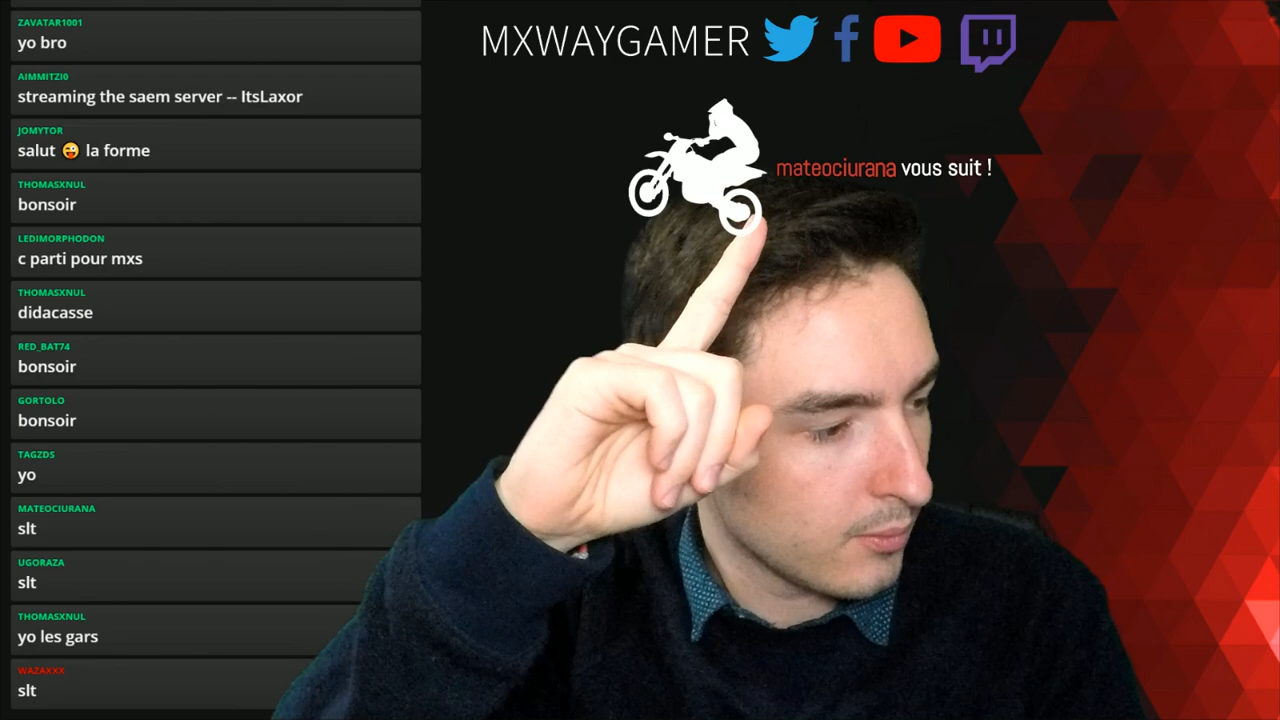 ZAVATAR1001
yo bro
AIMMITZI0
streaming the saem server -- ItsLaxor
JOMYTOR
salut 😜 la forme
THOMASXNUL
bonsoir
LEDIMORPHODON
c parti pour mxs
THOMASXNUL
didacasse
RED_BAT74
bonsoir
GORTOLO
bonsoir
TAGZDS
yo
MATEOCIURANA
slt
UGORAZA
slt
THOMASXNUL
yo les gars
WAZAXXX
slt
MXWAYGAMER
mateociurana vous suit !